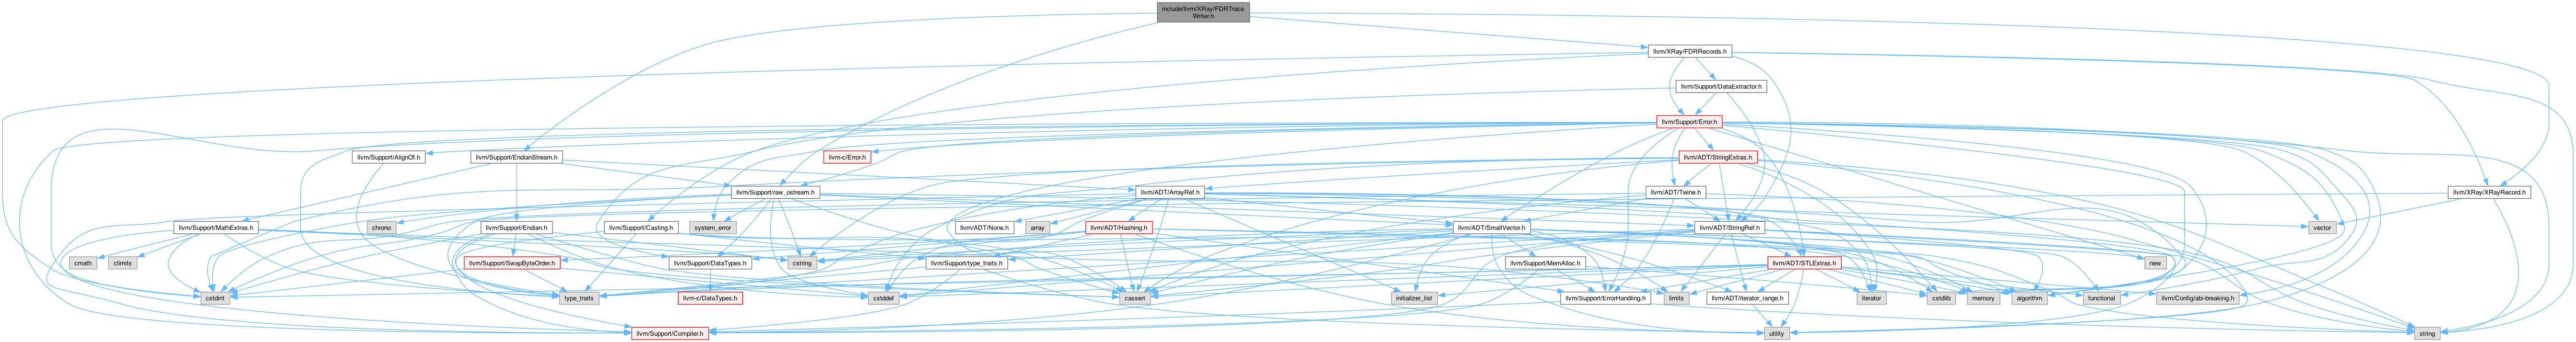 include/llvm/XRay/FDRTrace
Writer.h
llvm/XRay/FDRRecords.h
llvm/Support/DataExtractor.h
llvm/Support/Error.h
llvm/Support/AlignOf.h
llvm/Support/EndianStream.h
llvm-c/Error.h
llvm/ADT/StringExtras.h
llvm/Support/raw_ostream.h
llvm/ADT/ArrayRef.h
llvm/ADT/Twine.h
llvm/XRay/XRayRecord.h
llvm/Support/MathExtras.h
chrono
llvm/Support/Endian.h
llvm/Support/Casting.h
system_error
llvm/ADT/None.h
array
llvm/ADT/Hashing.h
llvm/ADT/SmallVector.h
llvm/ADT/StringRef.h
vector
cmath
climits
llvm/Support/SwapByteOrder.h
llvm/Support/DataTypes.h
cstring
llvm/Support/type_traits.h
llvm/Support/MemAlloc.h
llvm/ADT/STLExtras.h
new
cstdint
type_traits
llvm-c/DataTypes.h
cstddef
cassert
initializer_list
llvm/Support/ErrorHandling.h
limits
llvm/ADT/iterator_range.h
iterator
cstdlib
memory
algorithm
functional
llvm/Config/abi-breaking.h
llvm/Support/Compiler.h
utility
string